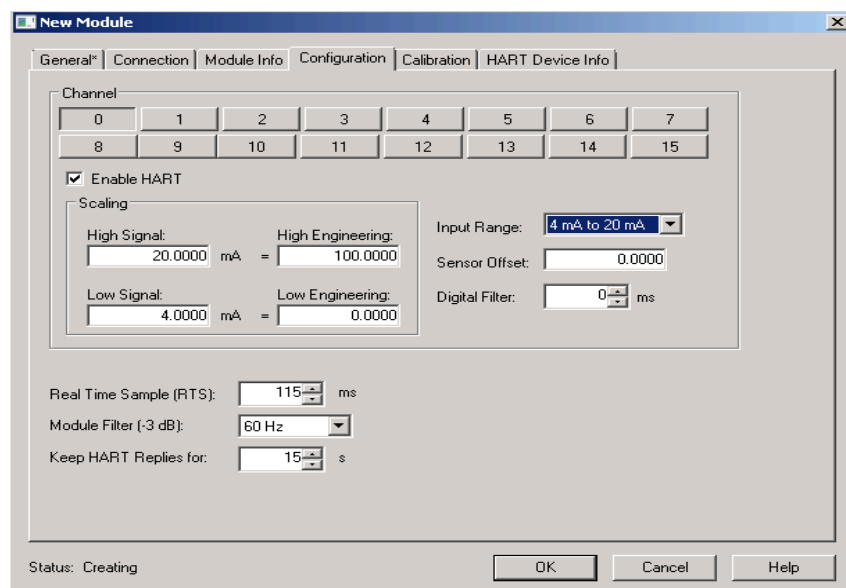 New Module
General* Connection Module Info Configuration Calibration HART Device Info
Channel
0 1 2 3 4 5 6 7
8 9 10 11 12 13 14 15
Enable HART
Scaling
High Signal: High Engineering:
20.0000 mA = 100.0000
Low Signal: Low Engineering:
4.0000 mA = 0.0000
Input Range: 4 mA to 20 mA
Sensor Offset: 0.0000
Digital Filter: 0 ms
Real Time Sample (RTS): 115 ms
Module Filter (-3 dB): 60 Hz
Keep HART Replies for: 15 s
Status: Creating OK Cancel Help